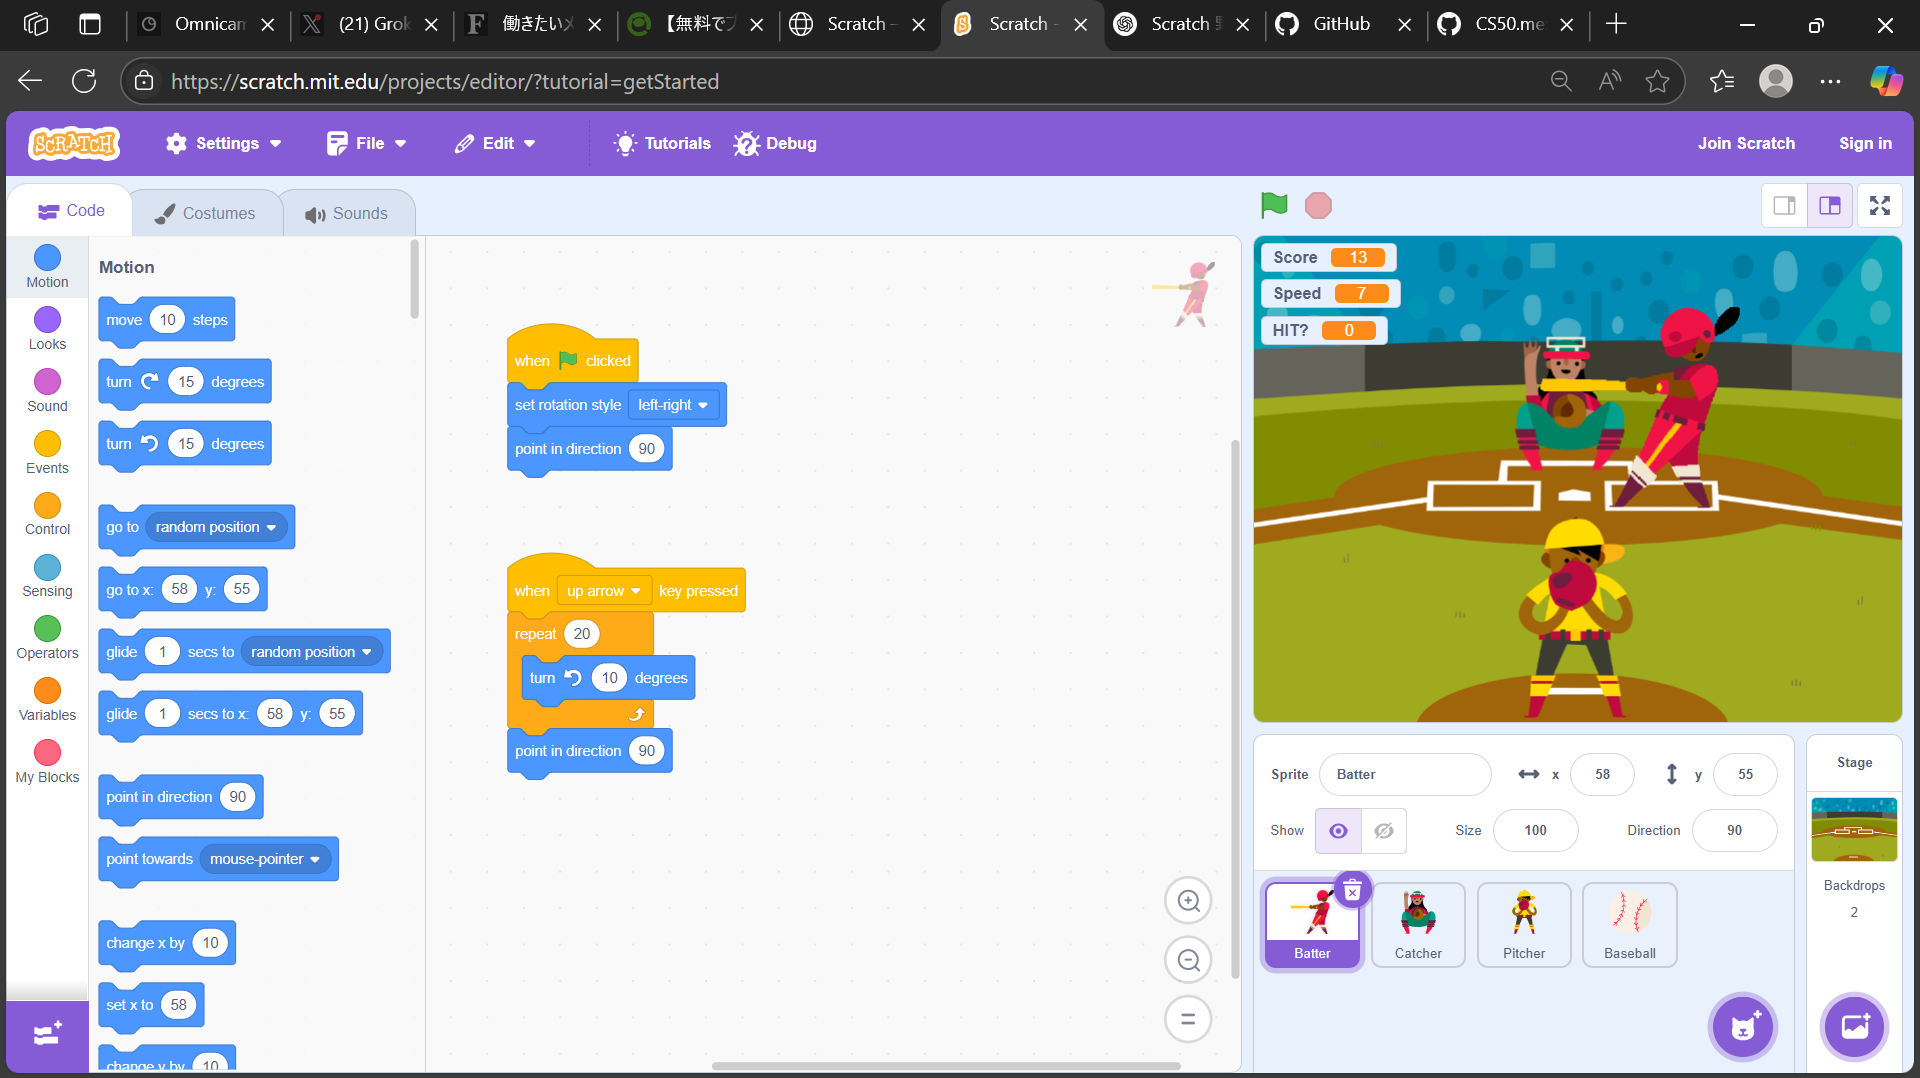 Omnicam
(21) Grok
働きたい
【無料でプ
Scratch -
Scratch -
Scratch
GitHub
CS50.me
https://scratch.mit.edu/projects/editor/?tutorial=getStarted
SCRATCH
Settings
File
Edit
Tutorials
Debug
Join Scratch
Sign in
Code
Costumes
Sounds
Motion
Looks
Sound
Events
Control
Sensing
Operators
Variables
My Blocks
Motion
move 10 steps
turn 15 degrees
turn 15 degrees
go to random position
go to x: 58 y: 55
glide 1 secs to random position
glide 1 secs to x: 58 y: 55
point in direction 90
point towards mouse-pointer
change x by 10
set x to 58
change y by 10
when clicked
set rotation style left-right
point in direction 90
when up arrow key pressed
repeat 20
turn 10 degrees
point in direction 90
Score 13
Speed 7
HIT? 0
Sprite Batter x 58 y 55
Show Size 100 Direction 90
Batter
Catcher
Pitcher
Baseball
Stage
Backdrops
2